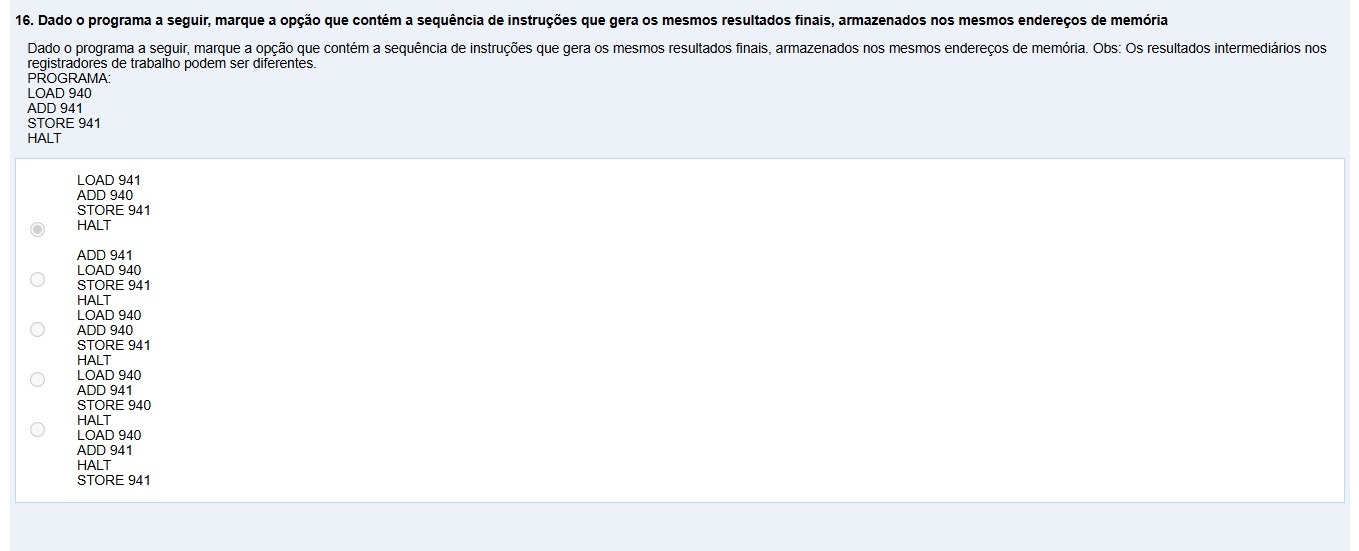 16. Dado o programa a seguir, marque a opção que contém a sequência de instruções que gera os mesmos resultados finais, armazenados nos mesmos endereços de memória
Dado o programa a seguir, marque a opção que contém a sequência de instruções que gera os mesmos resultados finais, armazenados nos mesmos endereços de memória. Obs: Os resultados intermediários nos
registradores de trabalho podem ser diferentes.
PROGRAMA:
LOAD 940
ADD 941
STORE 941
HALT
LOAD 941
ADD 940
STORE 941
HALT
ADD 941
LOAD 940
STORE 941
HALT
LOAD 940
ADD 940
STORE 941
HALT
LOAD 940
ADD 941
STORE 940
HALT
LOAD 940
ADD 941
HALT
STORE 941